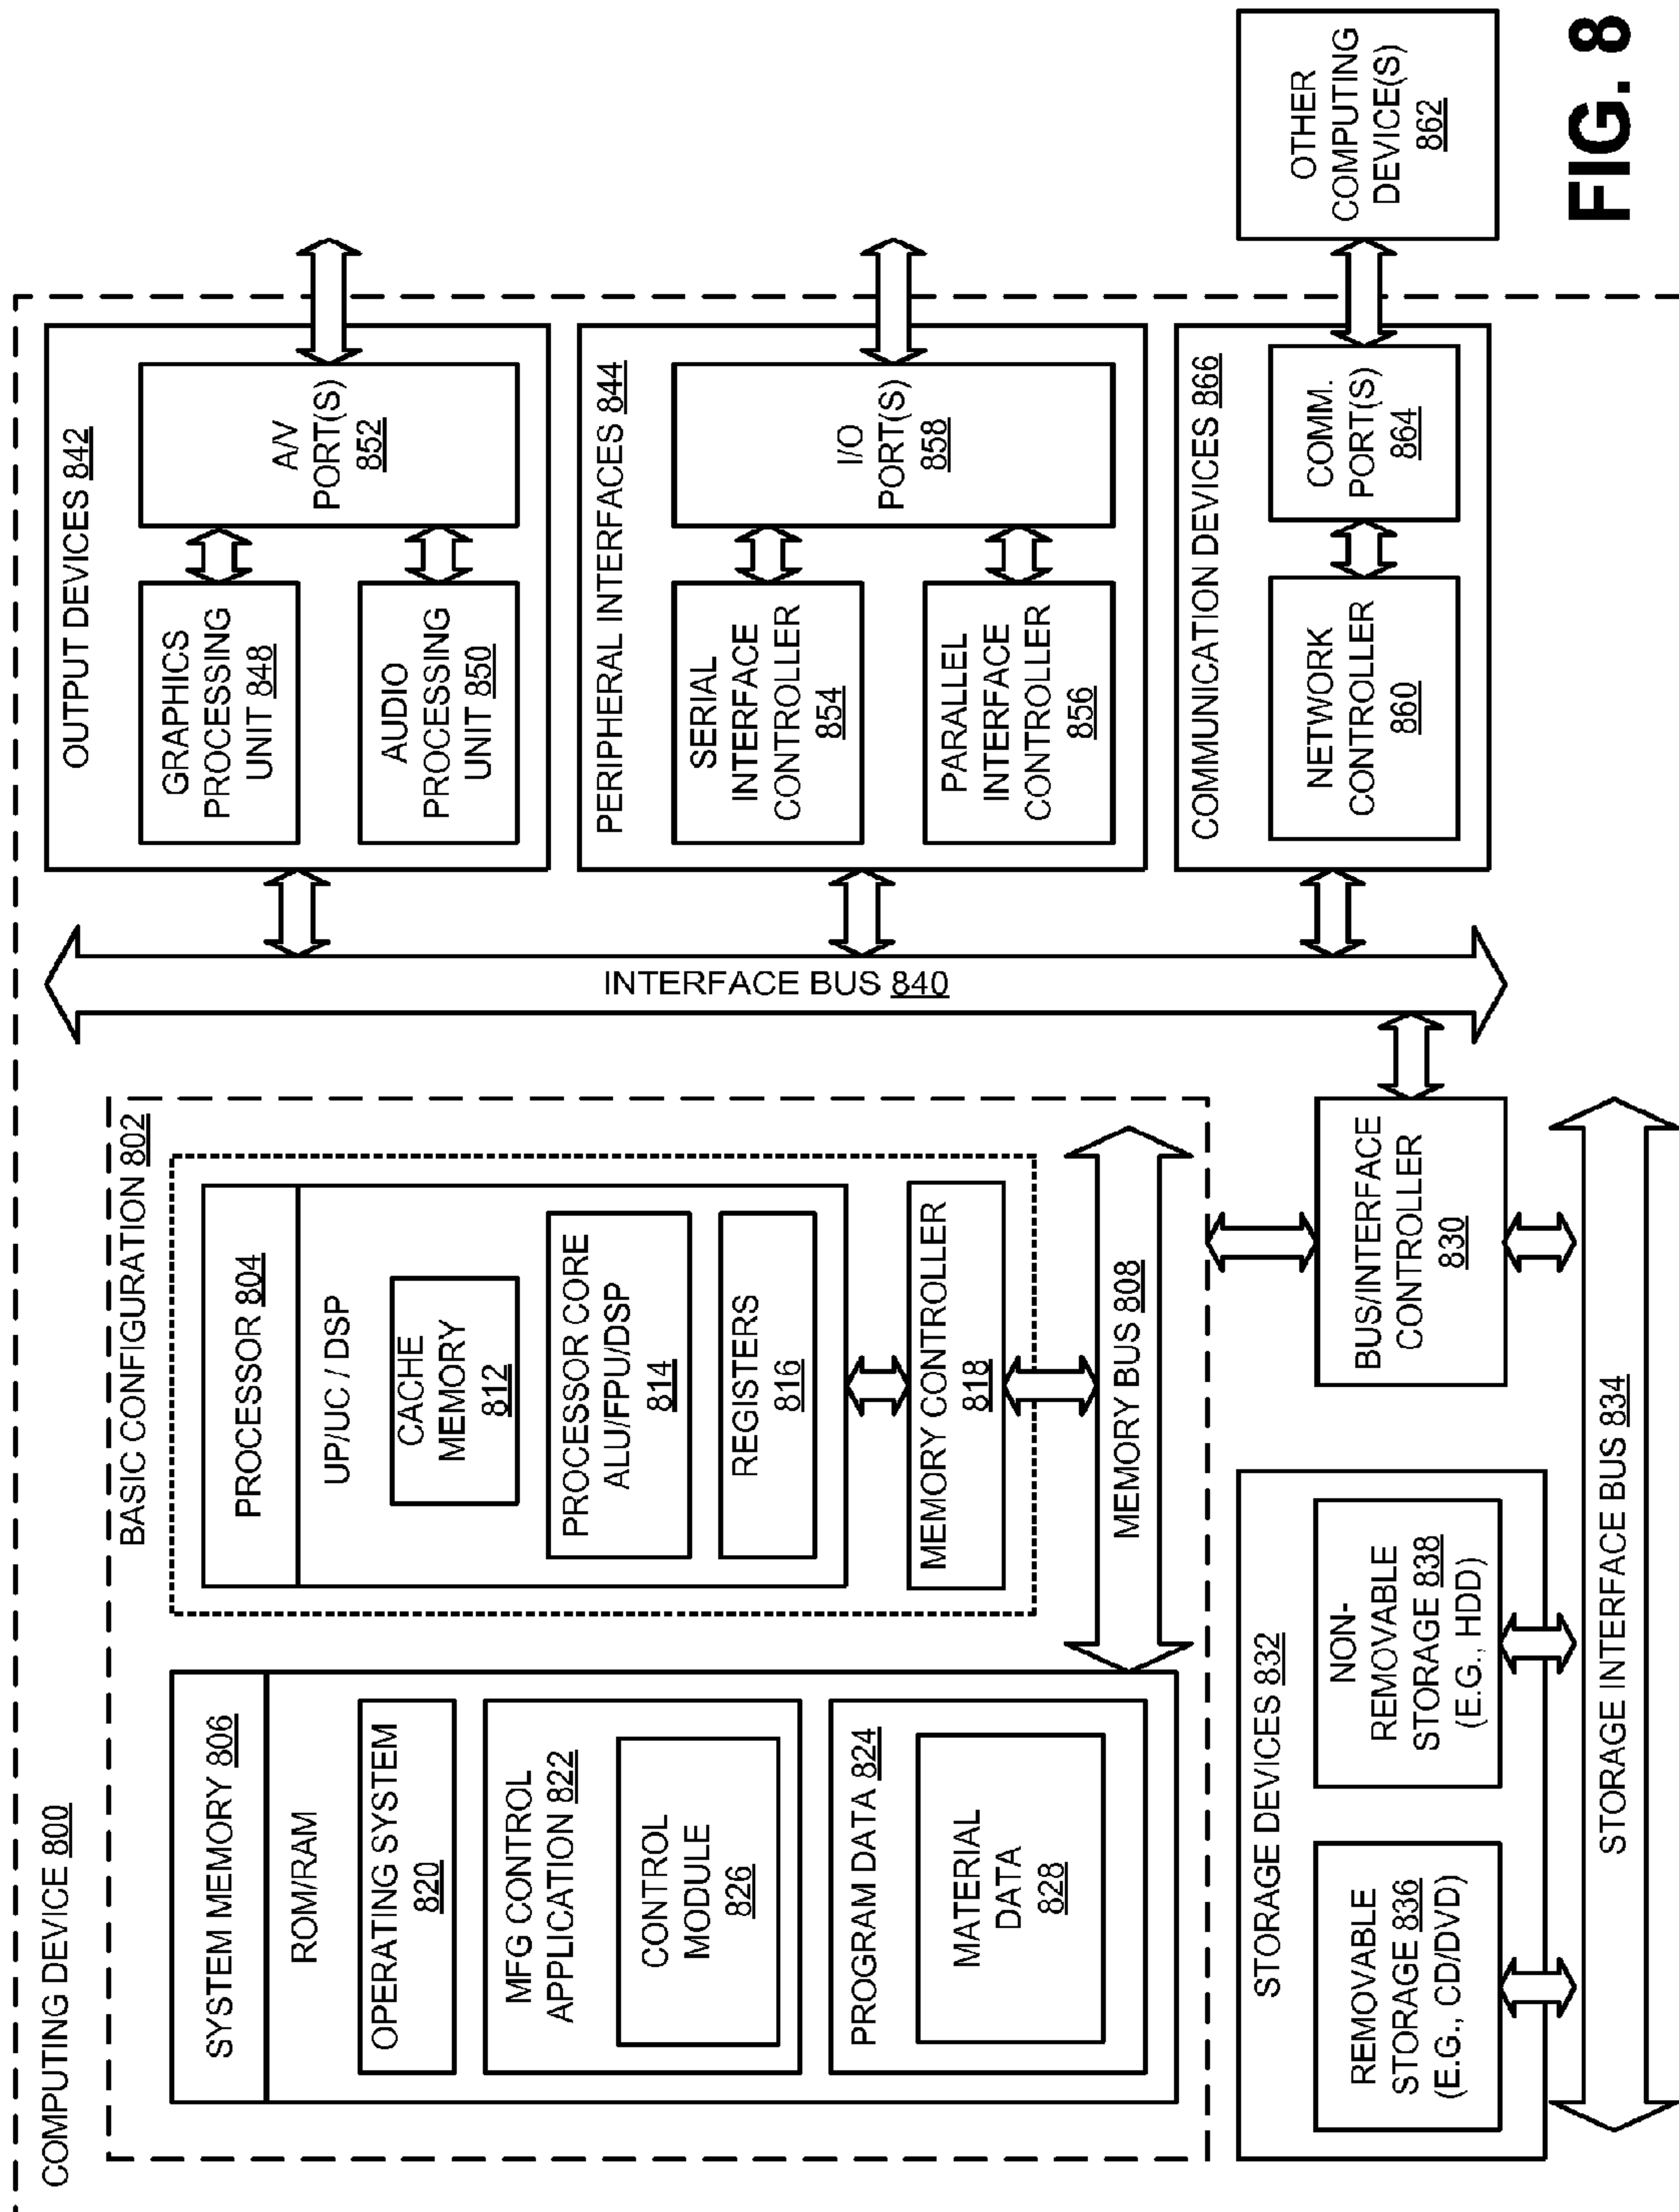 COMPUTING DEVICE 800
BASIC CONFIGURATION 802
SYSTEM MEMORY 806
ROM/RAM
OPERATING SYSTEM
820
MFG CONTROL
APPLICATION 822
CONTROL
MODULE
826
PROGRAM DATA 824
MATERIAL
DATA
828
PROCESSOR 804
UP/UC / DSP
CACHE
MEMORY
812
PROCESSOR CORE
ALU/FPU/DSP
814
REGISTERS
816
MEMORY CONTROLLER
818
MEMORY BUS 808
STORAGE DEVICES 832
REMOVABLE
STORAGE 836
(E.G., CD/DVD)
NON-
REMOVABLE
STORAGE 838
(E.G., HDD)
BUS/INTERFACE
CONTROLLER
830
STORAGE INTERFACE BUS 834
INTERFACE BUS 840
OUTPUT DEVICES 842
GRAPHICS
PROCESSING
UNIT 848
AUDIO
PROCESSING
UNIT 850
A/V
PORT(S)
852
PERIPHERAL INTERFACES 844
SERIAL
INTERFACE
CONTROLLER
854
PARALLEL
INTERFACE
CONTROLLER
856
I/O
PORT(S)
858
COMMUNICATION DEVICES 866
NETWORK
CONTROLLER
860
COMM.
PORT(S)
864
OTHER
COMPUTING
DEVICE(S)
862
FIG. 8